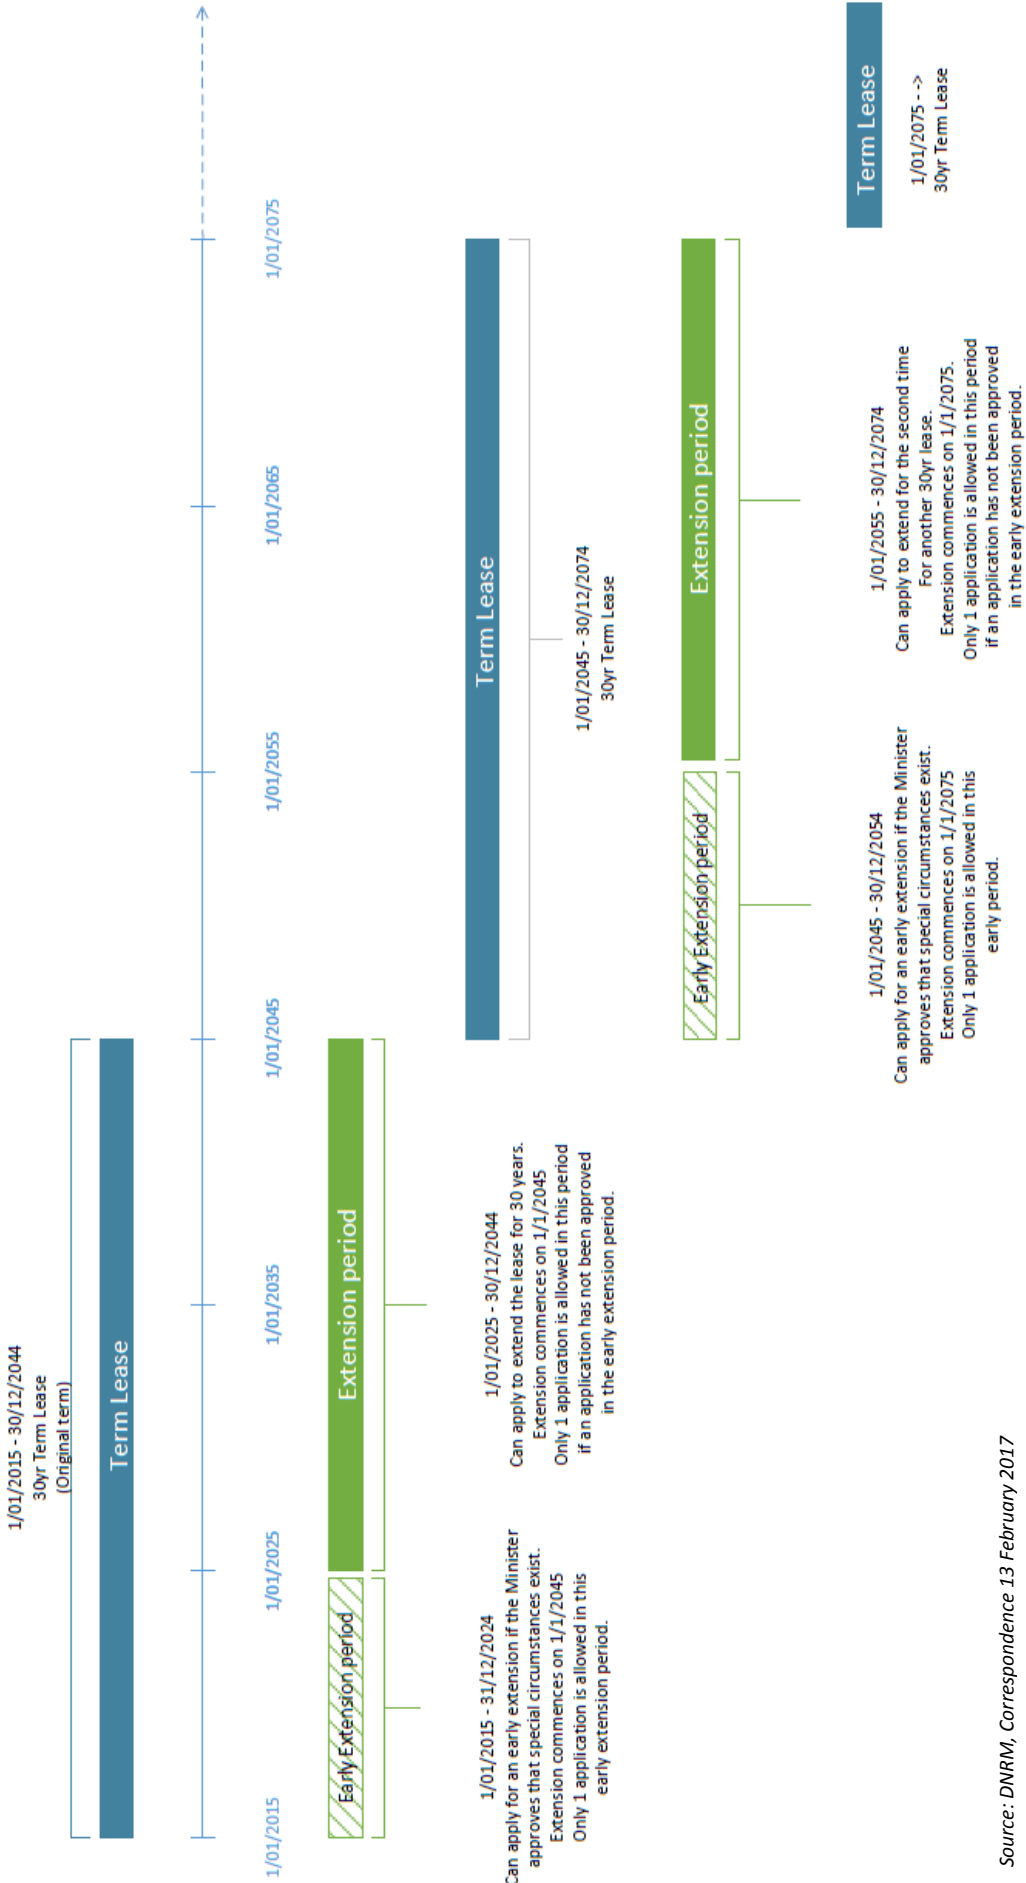 1/01/2015 - 30/12/2044
30yr Term Lease
(Original term)
Term Lease
1/01/2015
1/01/2025
1/01/2035
1/01/2045
1/01/2055
1/01/2065
1/01/2075
Early Extension period
Extension period
1/01/2015 - 31/12/2024
Can apply for an early extension if the Minister
approves that special circumstances exist.
Extension commences on 1/1/2045
Only 1 application is allowed in this
early extension period.
1/01/2025 - 30/12/2044
Can apply to extend the lease for 30 years.
Extension commences on 1/1/2045
Only 1 application is allowed in this period
if an application has not been approved
in the early extension period.
Term Lease
1/01/2045 - 30/12/2074
30yr Term Lease
Early Extension period
Extension period
1/01/2045 - 30/12/2054
Can apply for an early extension if the Minister
approves that special circumstances exist.
Extension commences on 1/1/2075
Only 1 application is allowed in this
early period.
1/01/2055 - 30/12/2074
Can apply to extend for the second time
For another 30yr lease.
Extension commences on 1/1/2075.
Only 1 application is allowed in this period
if an application has not been approved
in the early extension period.
Term Lease
1/01/2075 - ->
30yr Term Lease
Source: DNRM, Correspondence 13 February 2017